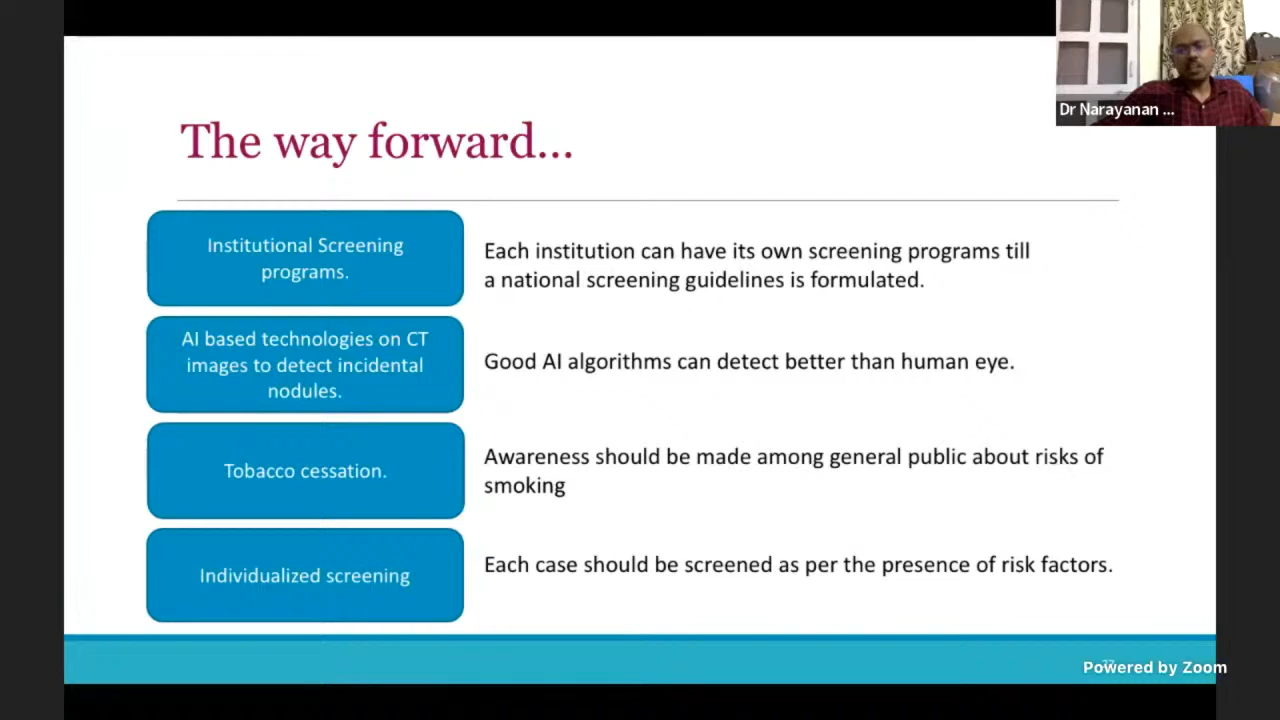 Dr Narayanan ...
The way forward...
Institutional Screening
programs.
Each institution can have its own screening programs till
a national screening guidelines is formulated.
AI based technologies on CT
images to detect incidental
nodules.
Good AI algorithms can detect better than human eye.
Tobacco cessation.
Awareness should be made among general public about risks of
smoking
Individualized screening
Each case should be screened as per the presence of risk factors.
Powered by Zoom